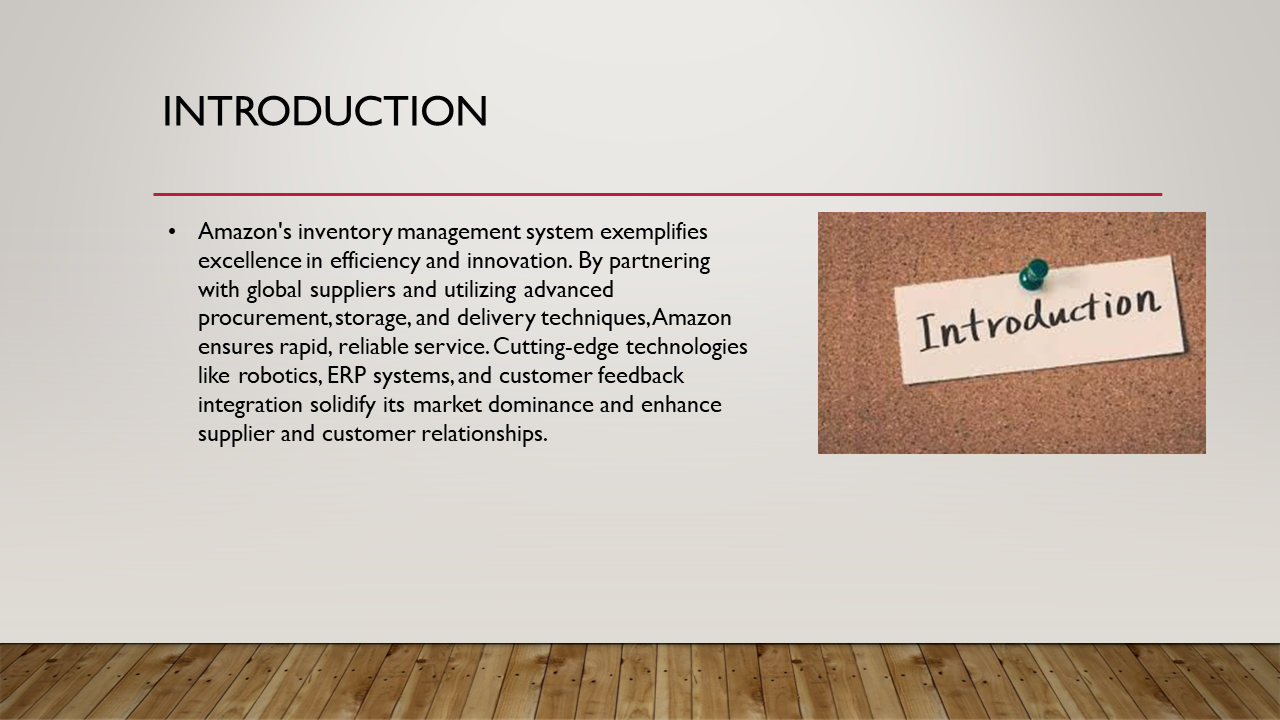 INTRODUCTION
• Amazon's inventory management system exemplifies
excellence in efficiency and innovation. By partnering
with global suppliers and utilizing advanced
procurement, storage, and delivery techniques, Amazon
ensures rapid, reliable service. Cutting-edge technologies
like robotics, ERP systems, and customer feedback
integration solidify its market dominance and enhance
supplier and customer relationships.
Introduction